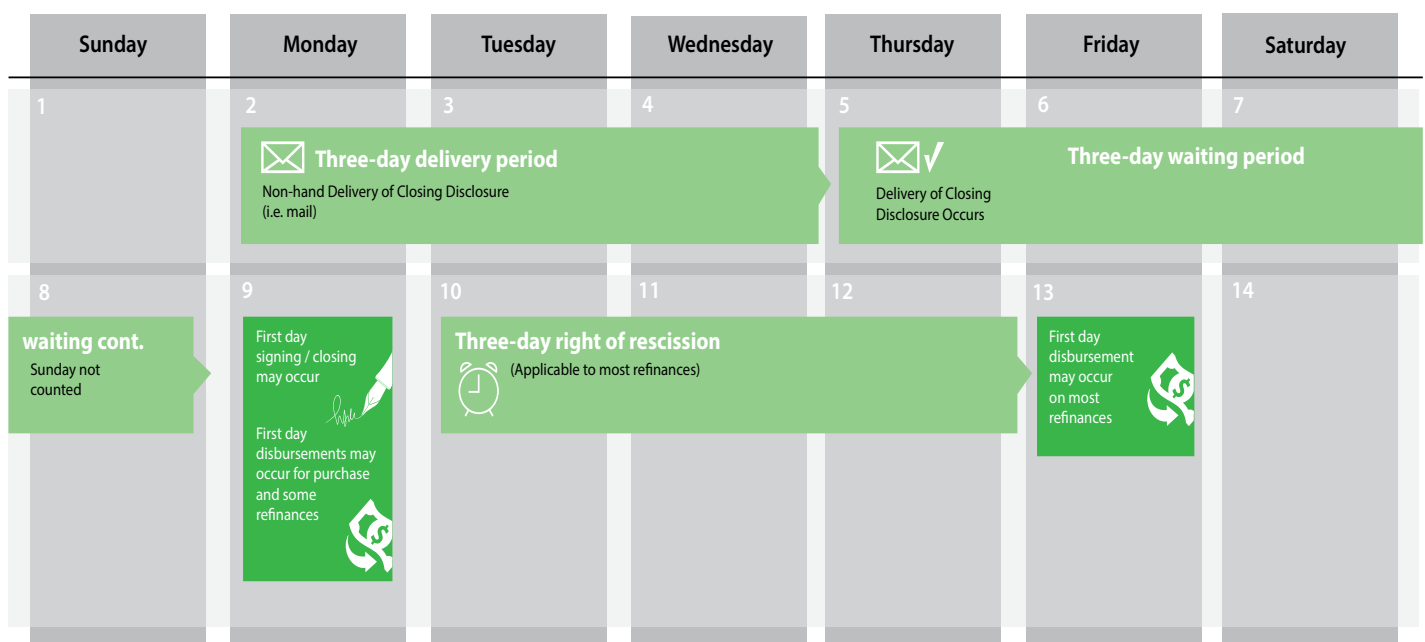 Sunday Monday Tuesday Wednesday Thursday Friday Saturday
1 2 3 4 5 6 7
Three-day delivery period
Non-hand Delivery of Closing Disclosure
(i.e. mail)
Three-day waiting period
Delivery of Closing
Disclosure Occurs
8 9 10 11 12 13 14
waiting cont.
Sunday not
counted
First day
signing / closing
may occur
First day
disbursements may
occur for purchase
and some
refinances
Three-day right of rescission
(Applicable to most refinances)
First day
disbursement
may occur
on most
refinances